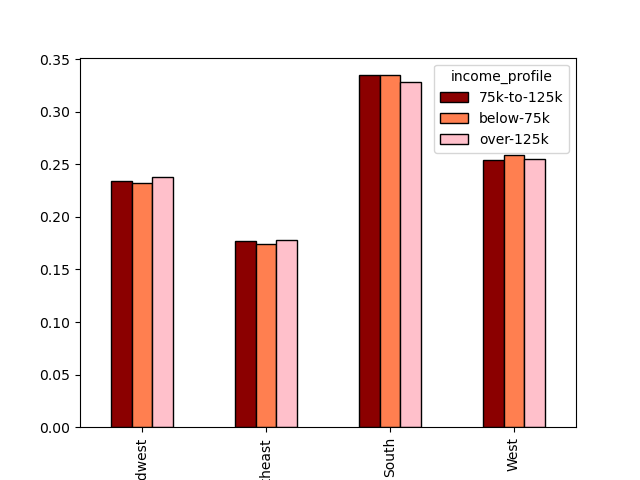 0.35
0.30
0.25
0.20
0.15
0.10
0.05
0.00
income_profile
75k-to-125k
below-75k
over-125k
dwest
theast
South
West